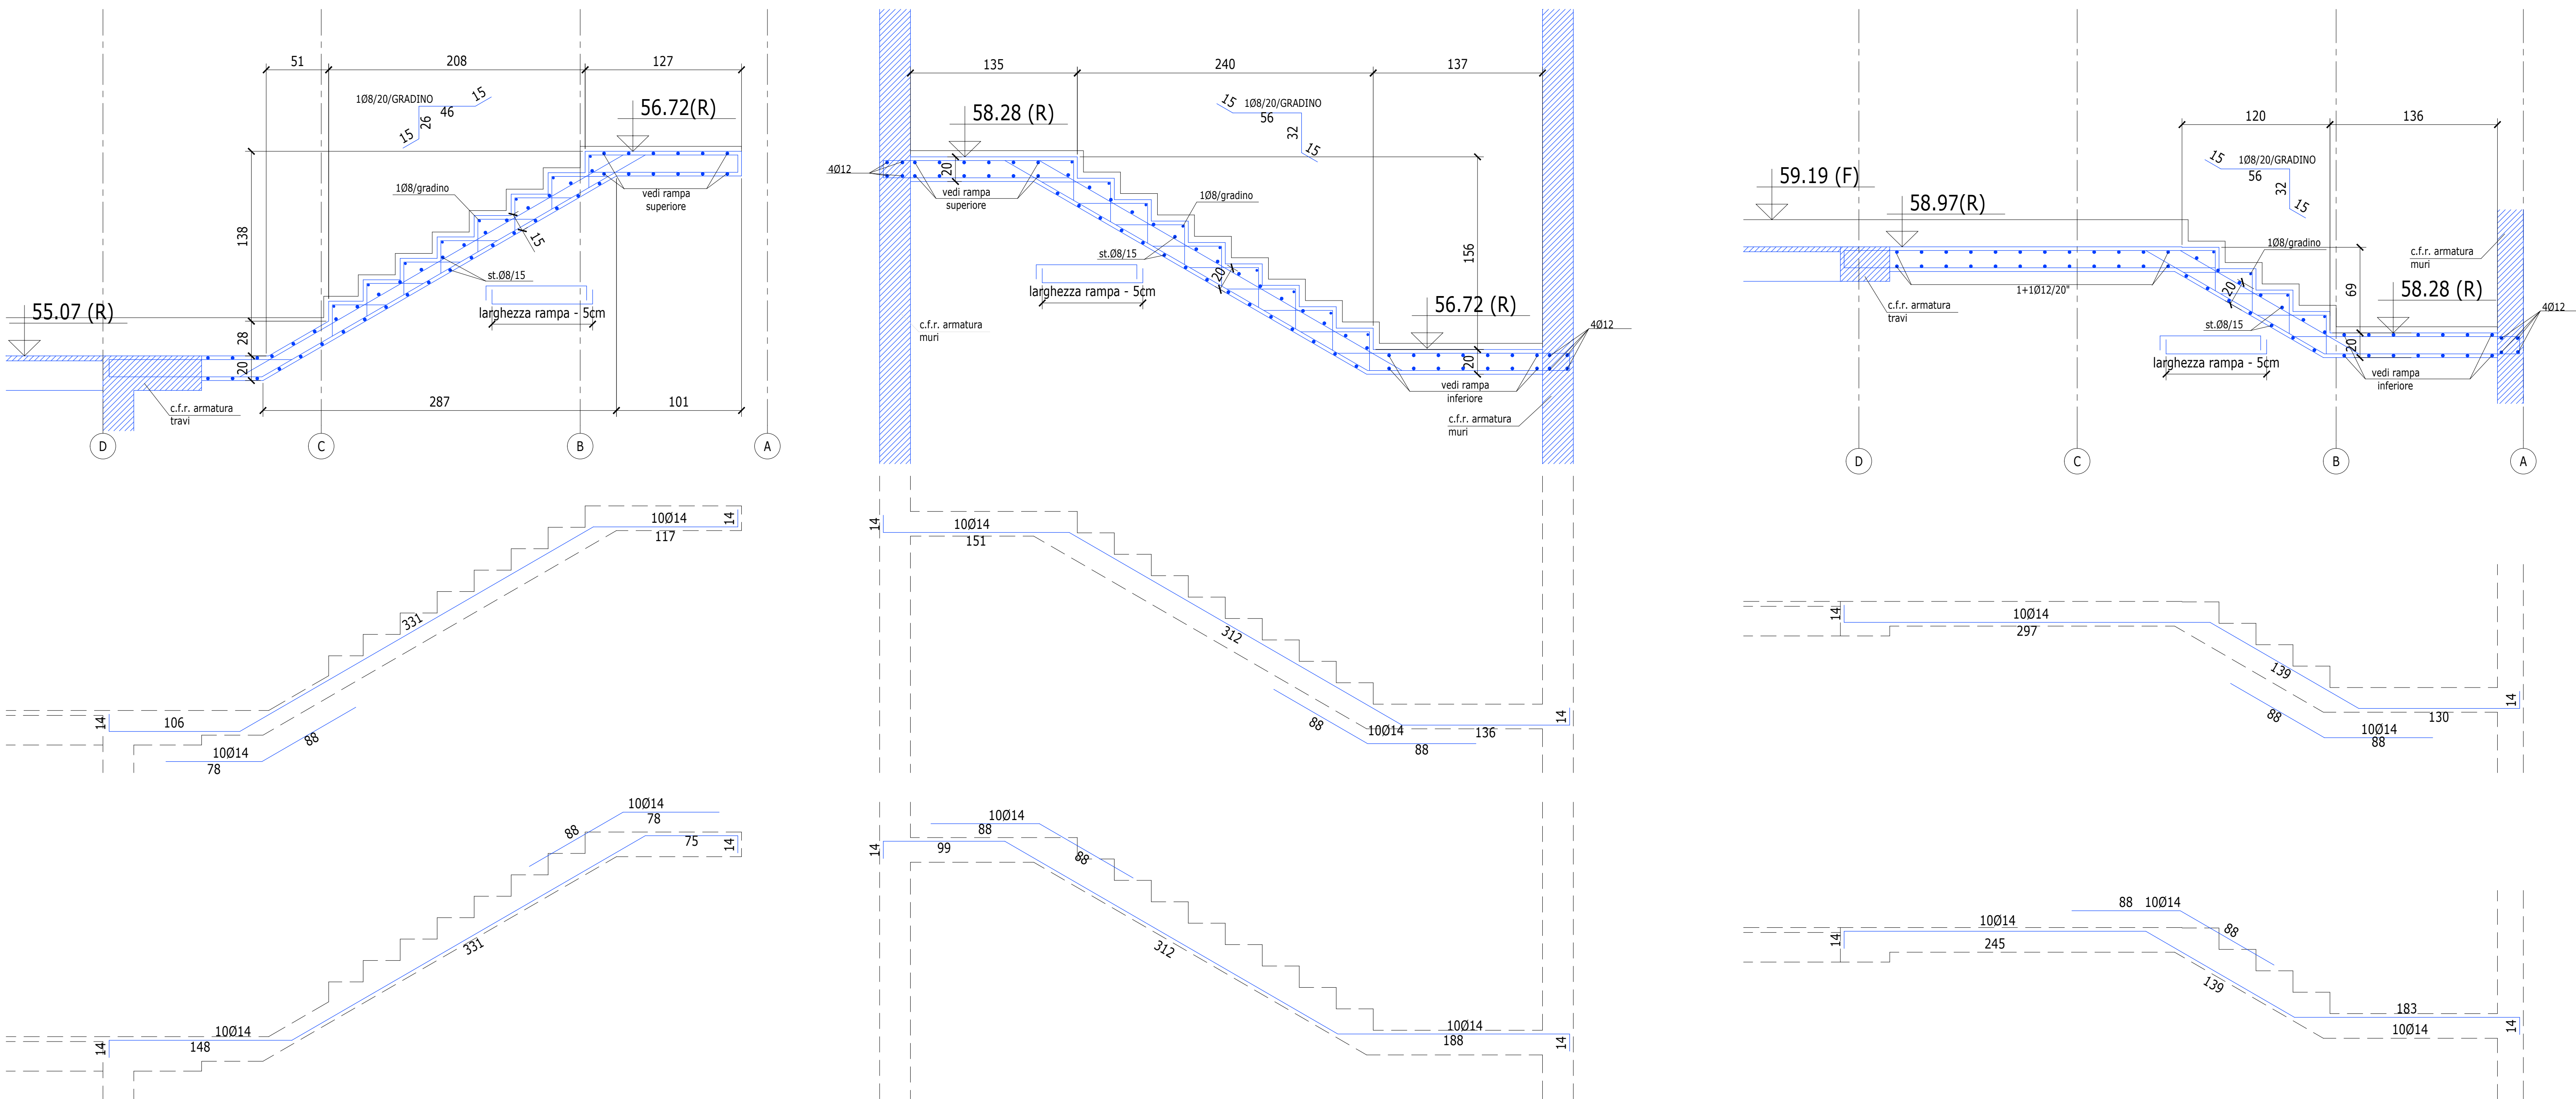 51
208
127
1Ø8/20/GRADINO
15
46
26
15
56.72(R)
1Ø8/gradino
vedi rampa
superiore
15
138
st.Ø8/15
larghezza rampa - 5cm
55.07 (R)
28
20
c.f.r. armatura
travi
287
101
D
C
B
A
135
240
137
58.28 (R)
15
1Ø8/20/GRADINO
56
32
15
4Ø12
20
vedi rampa
superiore
1Ø8/gradino
st.Ø8/15
20
larghezza rampa - 5cm
156
56.72 (R)
c.f.r. armatura
muri
4Ø12
20
vedi rampa
inferiore
c.f.r. armatura
muri
120
136
15
1Ø8/20/GRADINO
56
32
15
59.19 (F)
58.97(R)
1Ø8/gradino
c.f.r. armatura
muri
1+1Ø12/20"
20
69
58.28 (R)
c.f.r. armatura
travi
st.Ø8/15
4Ø12
20
larghezza rampa - 5cm
vedi rampa
inferiore
D
C
B
A
10Ø14
14
117
331
14
106
10Ø14
88
78
14
10Ø14
151
312
88
10Ø14
136
14
88
14
10Ø14
297
139
88
14
130
10Ø14
88
10Ø14
88
78
75
14
331
10Ø14
14
148
10Ø14
88
14
99
88
312
10Ø14
188
14
88 10Ø14
10Ø14
88
14
245
139
183
10Ø14
14